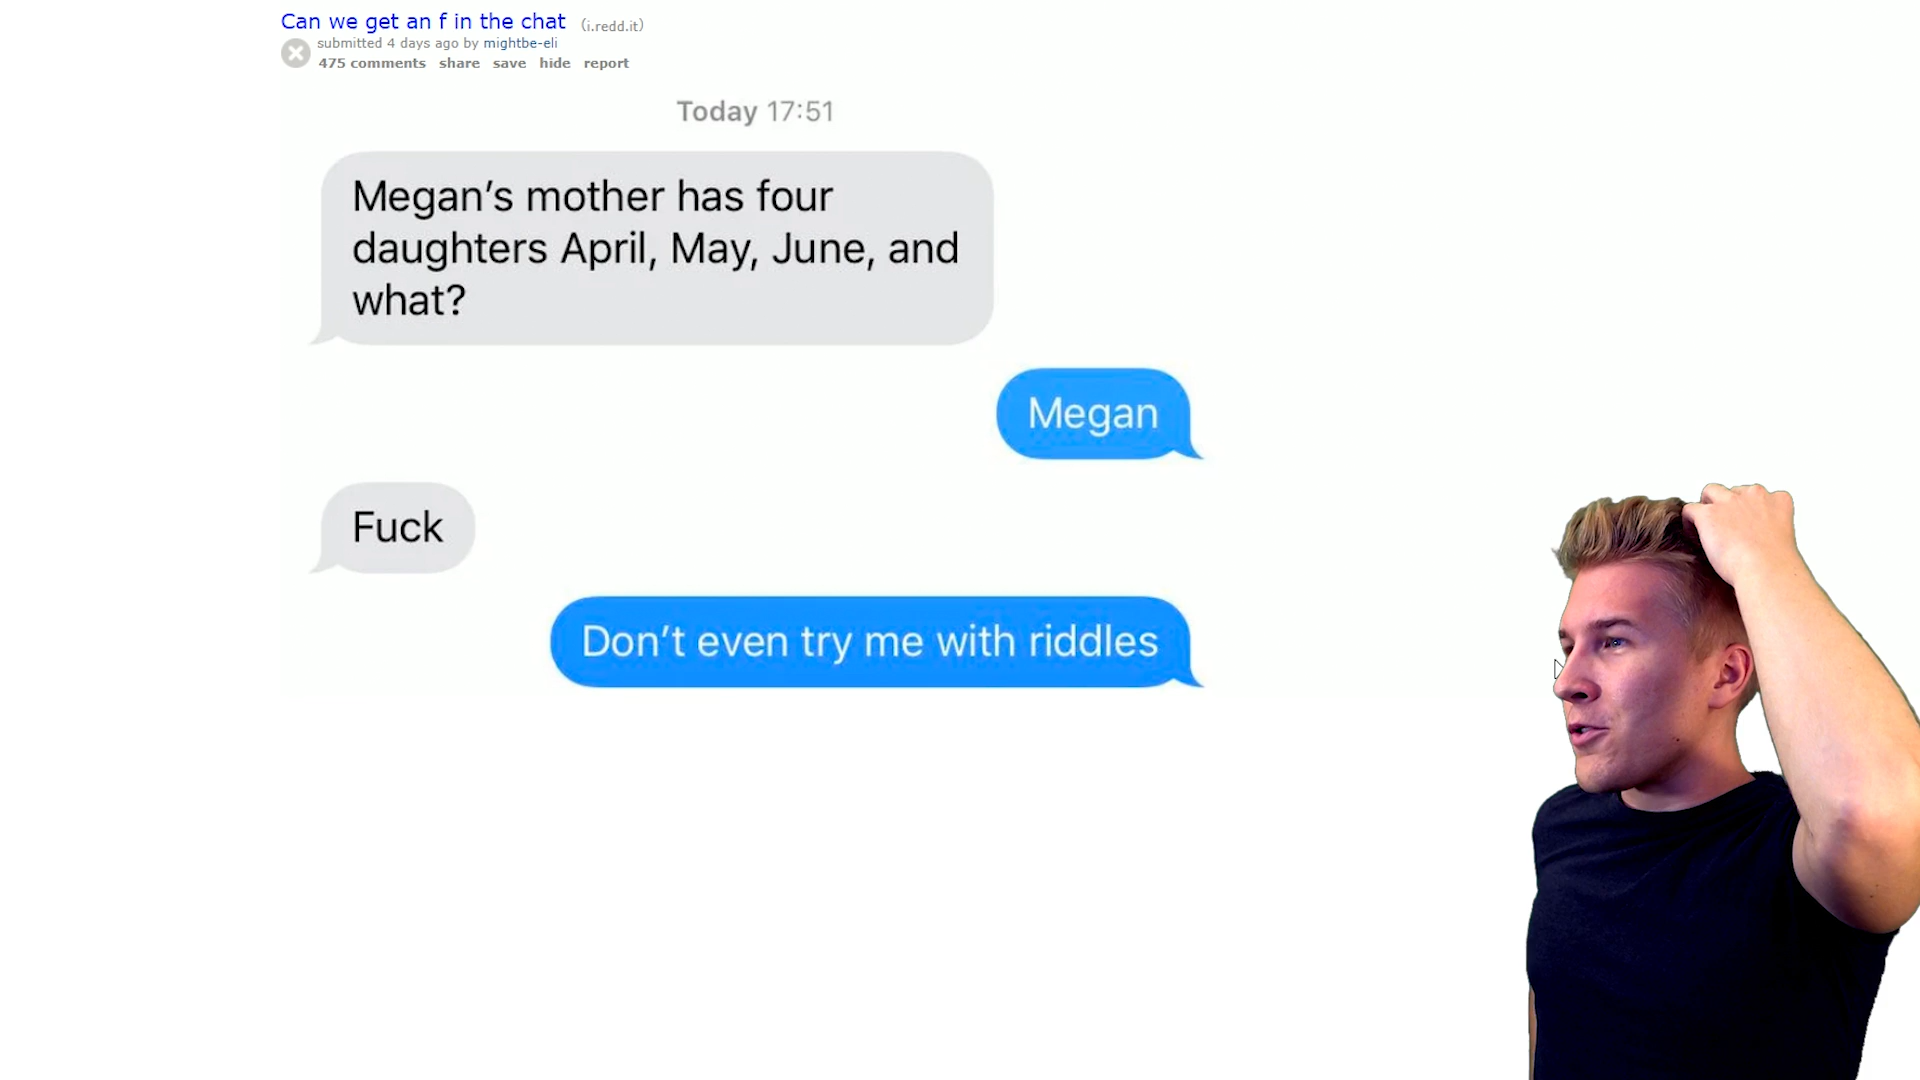 Can we get an f in the chat (i.redd.it)
submitted 4 days ago by mightbe-eli
475 comments share save hide report
Today 17:51
Megan’s mother has four
daughters April, May, June, and
what?
Megan
Fuck
Don’t even try me with riddles